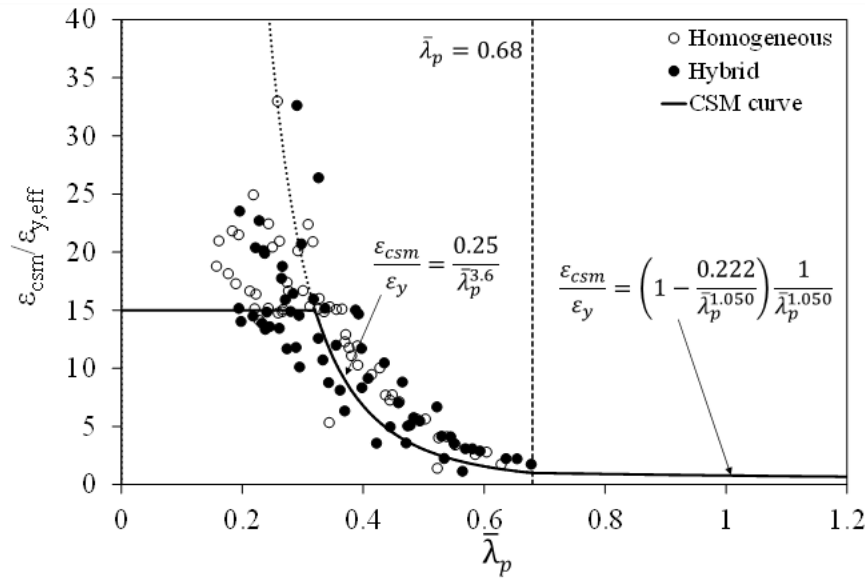 40
35
30
25
20
15
10
5
0
ε_csm/ε_y,eff
λ̄_p = 0.68
Homogeneous
Hybrid
CSM curve
ε_csm/ε_y = 0.25/λ̄_p^3.6
ε_csm/ε_y = (1 − 0.222/λ̄_p^1.050) 1/λ̄_p^1.050
0 0.2 0.4 0.6 0.8 1 1.2
λ̄_p